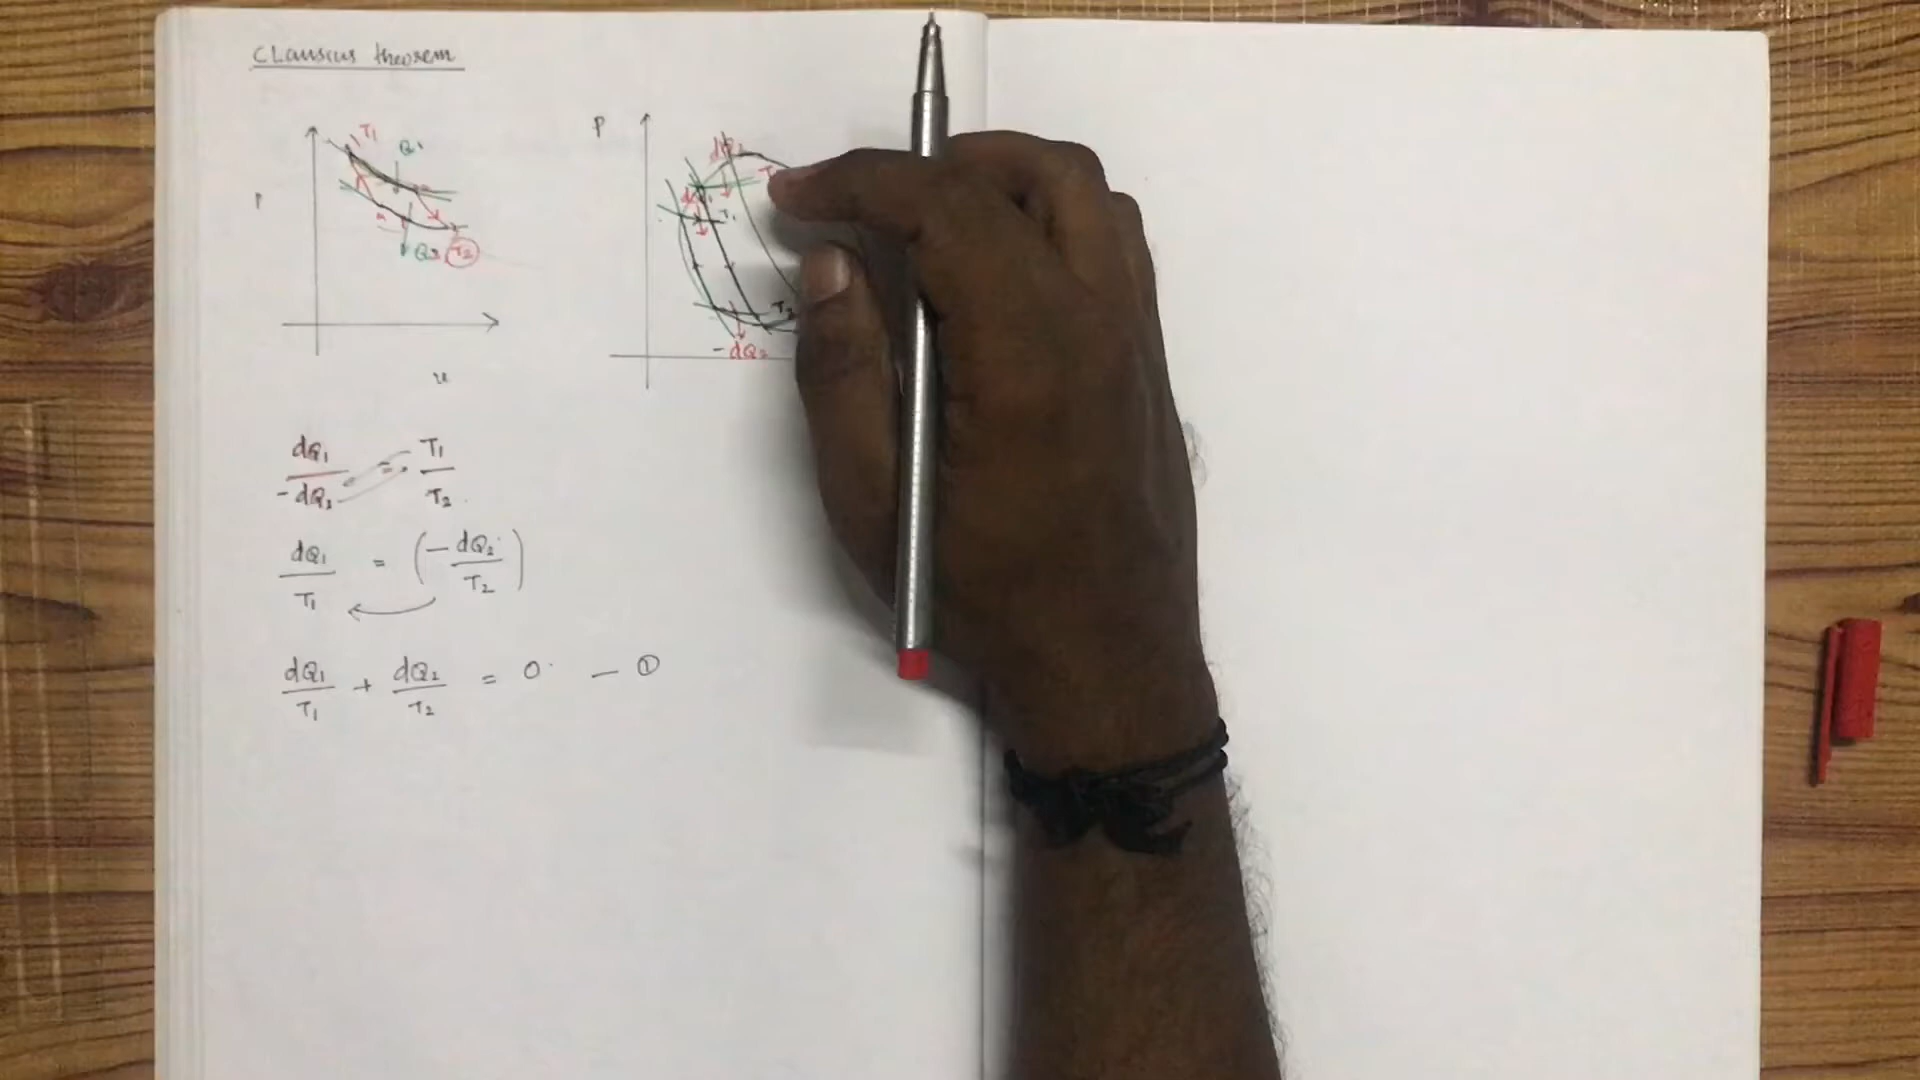 Clausius theorem
T1
Q1
P
Q2 T2
P
dQ2
T1
T2
-dQ2
dQ1 / -dQ2 = T1 / T2
dQ1 / T1 = (- dQ2 / T2)
dQ1 / T1 + dQ2 / T2 = 0 — ①